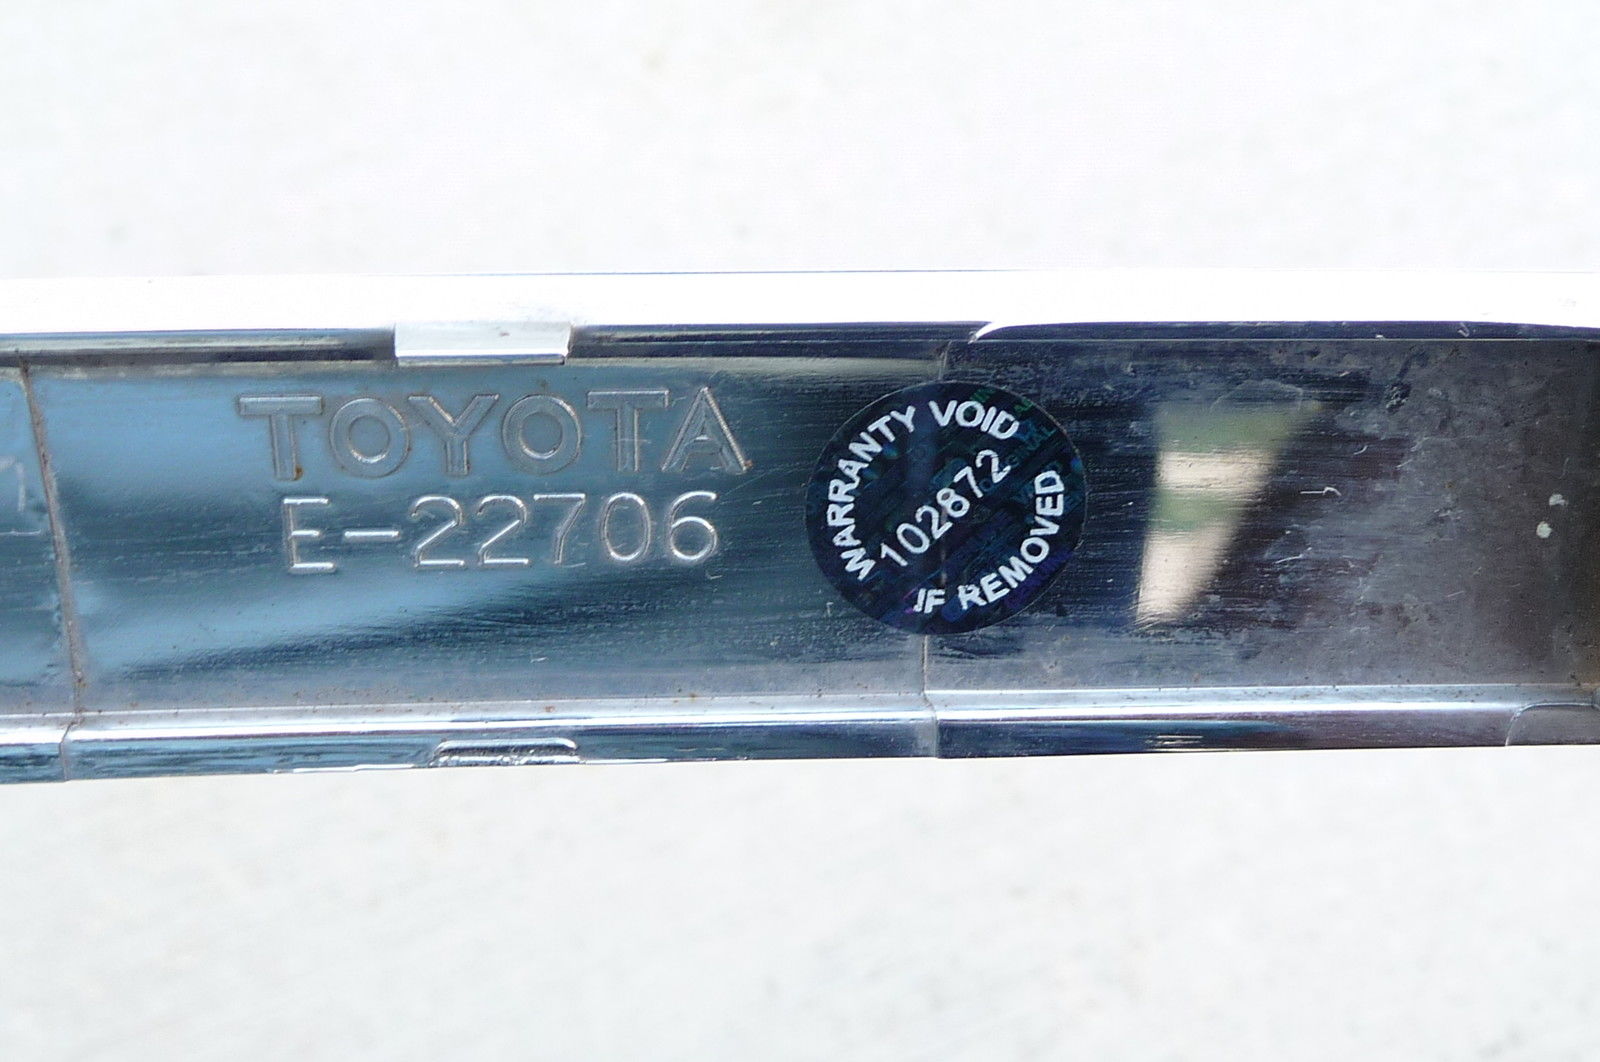 TOYOTA
E-22706
WARRANTY VOID
102872
IF REMOVED